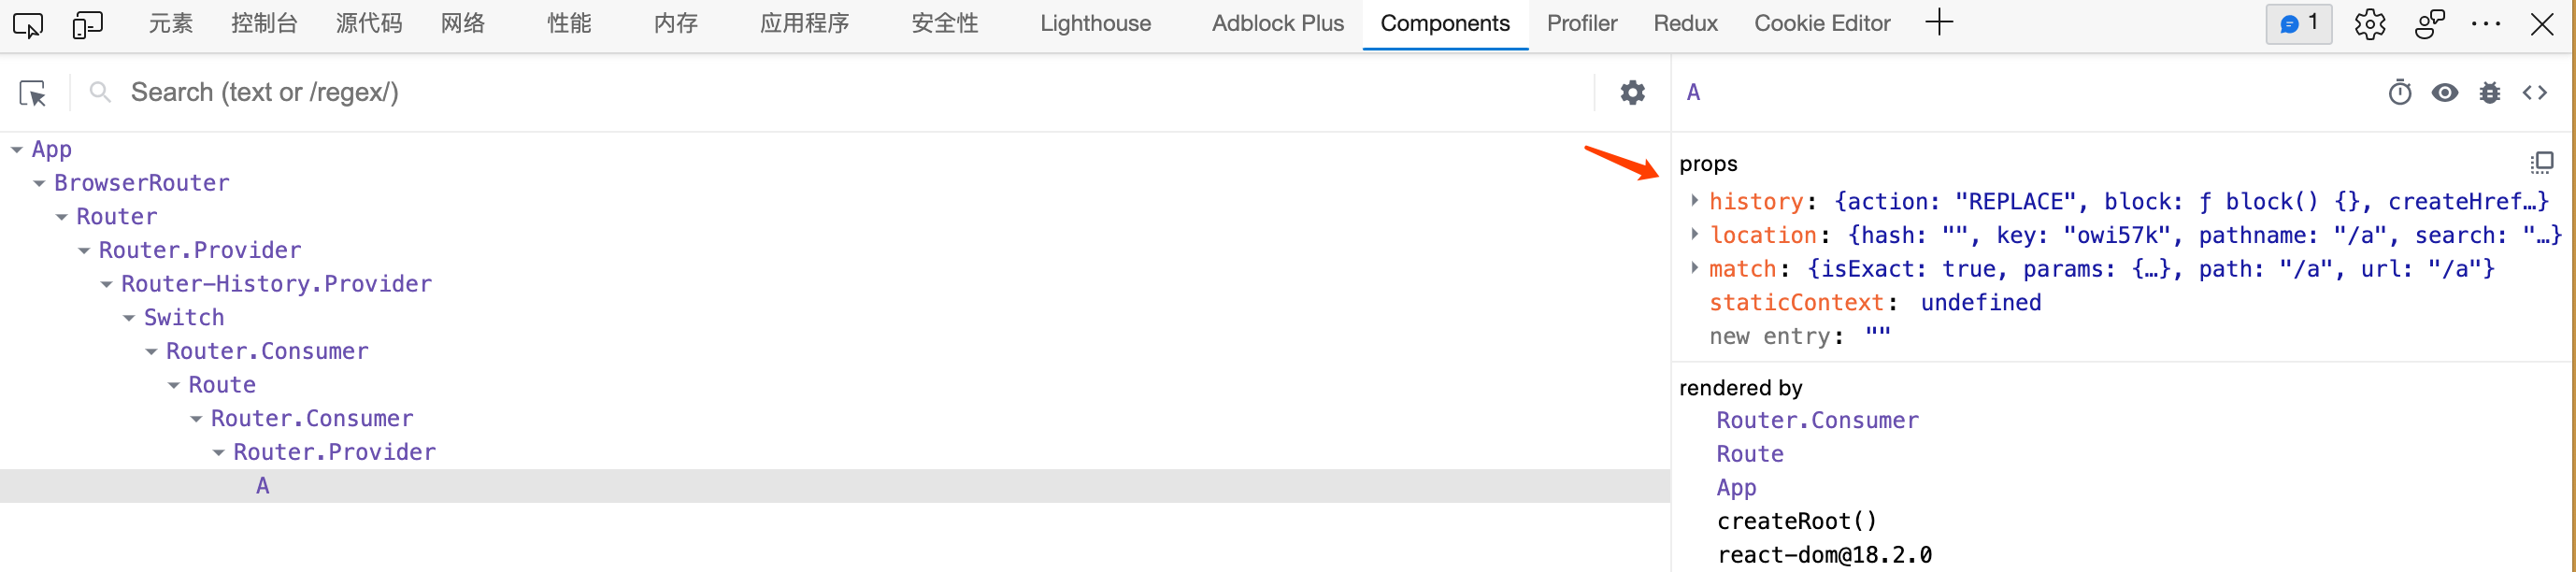 元素 控制台 源代码 网络 性能 内存 应用程序 安全性 Lighthouse Adblock Plus Components Profiler Redux Cookie Editor 1
Search (text or /regex/)
App
BrowserRouter
Router
Router.Provider
Router-History.Provider
Switch
Router.Consumer
Route
Router.Consumer
Router.Provider
A
A
props
history: {action: "REPLACE", block: ƒ block() {}, createHref…}
location: {hash: "", key: "owi57k", pathname: "/a", search: "…}
match: {isExact: true, params: {…}, path: "/a", url: "/a"}
staticContext: undefined
new entry: ""
rendered by
Router.Consumer
Route
App
createRoot()
react-dom@18.2.0